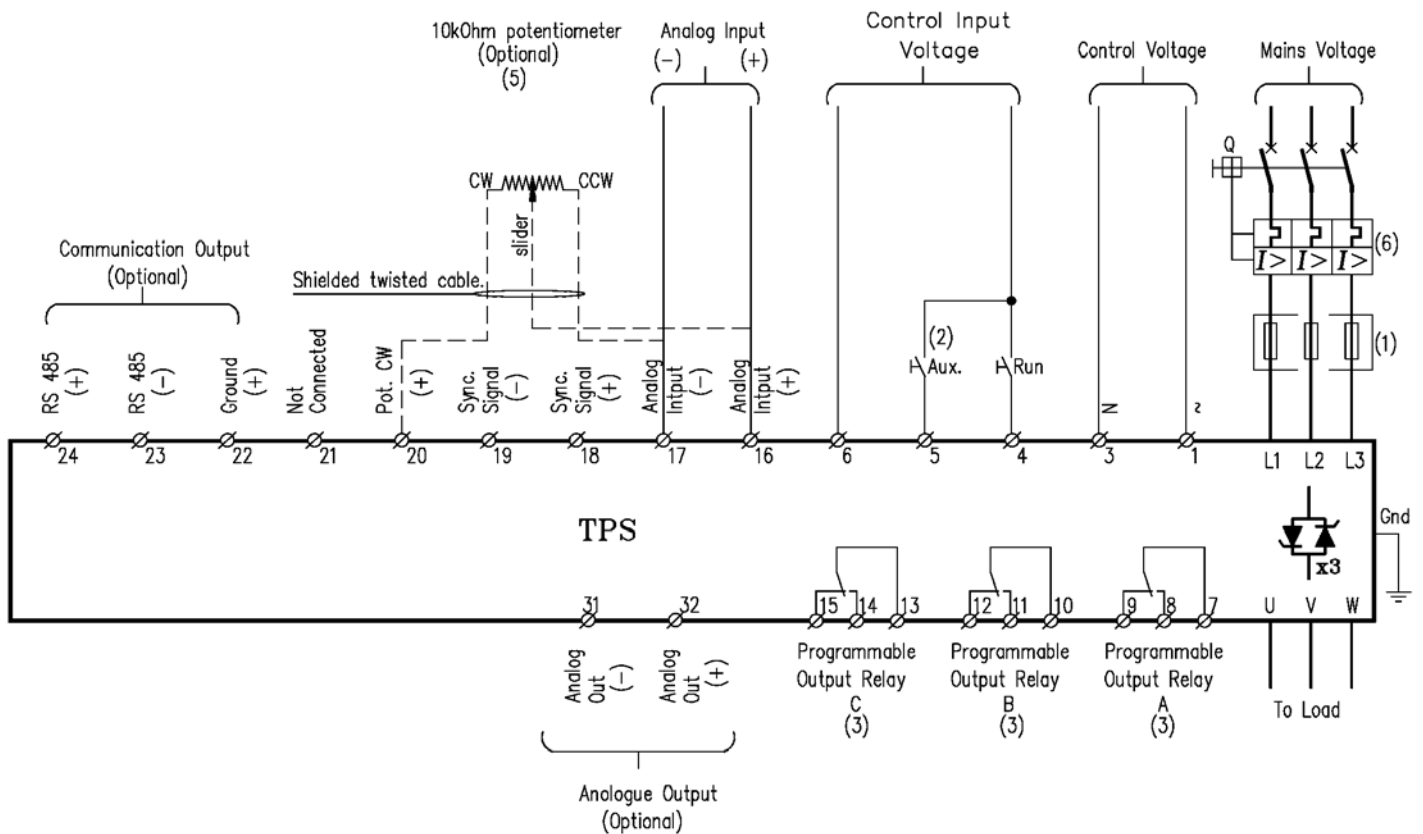 10kOhm potentiometer
(Optional)
(5)
Analog Input
(-) (+)
Control Input
Voltage
Control Voltage
Mains Voltage
Q
CW
CCW
slider
Shielded twisted cable.
Communication Output
(Optional)
(6)
I> I> I>
(1)
(2)
Aux.
Run
RS 485
(+)
RS 485
(-)
Ground
(+)
Not
Connected
Pot. CW
(+)
Sync.
Signal
(-)
Sync.
Signal
(+)
Analog
Intput
(-)
Analog
Intput
(+)
N
~
24 23 22 21 20 19 18 17 16 6 5 4 3 1 L1 L2 L3
TPS
x3
Gnd
31 32 15 14 13 12 11 10 9 8 7 U V W
Analog
Out
(-)
Analog
Out
(+)
Programmable
Output Relay
C
(3)
Programmable
Output Relay
B
(3)
Programmable
Output Relay
A
(3)
To Load
Anologue Output
(Optional)